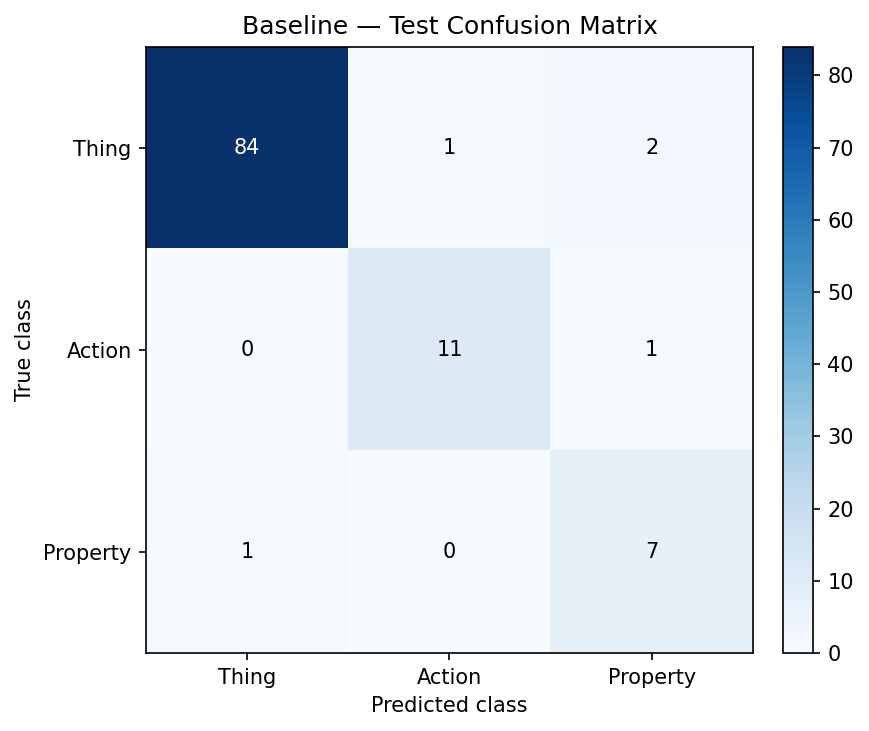 Baseline — Test Confusion Matrix
Thing 84 1 2
Action 0 11 1
Property 1 0 7
Thing Action Property
Predicted class
True class
80
70
60
50
40
30
20
10
0